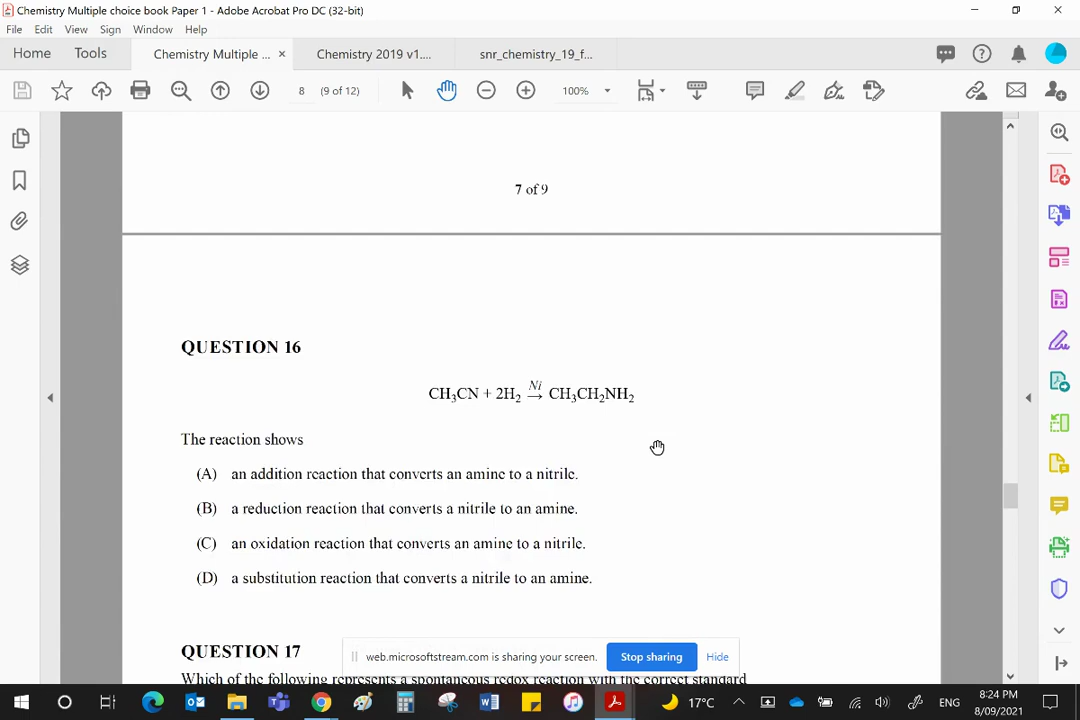 Chemistry Multiple choice book Paper 1 - Adobe Acrobat Pro DC (32-bit)
File Edit View Sign Window Help
Home Tools Chemistry Multiple ... × Chemistry 2019 v1.... snr_chemistry_19_f...
8 (9 of 12) 100%
7 of 9
QUESTION 16
CH₃CN + 2H₂ Ni → CH₃CH₂NH₂
The reaction shows
(A) an addition reaction that converts an amine to a nitrile.
(B) a reduction reaction that converts a nitrile to an amine.
(C) an oxidation reaction that converts an amine to a nitrile.
(D) a substitution reaction that converts a nitrile to an amine.
QUESTION 17
web.microsoftstream.com is sharing your screen. Stop sharing Hide
Which of the following represents a spontaneous redox reaction with the correct standard
17°C ENG 8:24 PM
8/09/2021